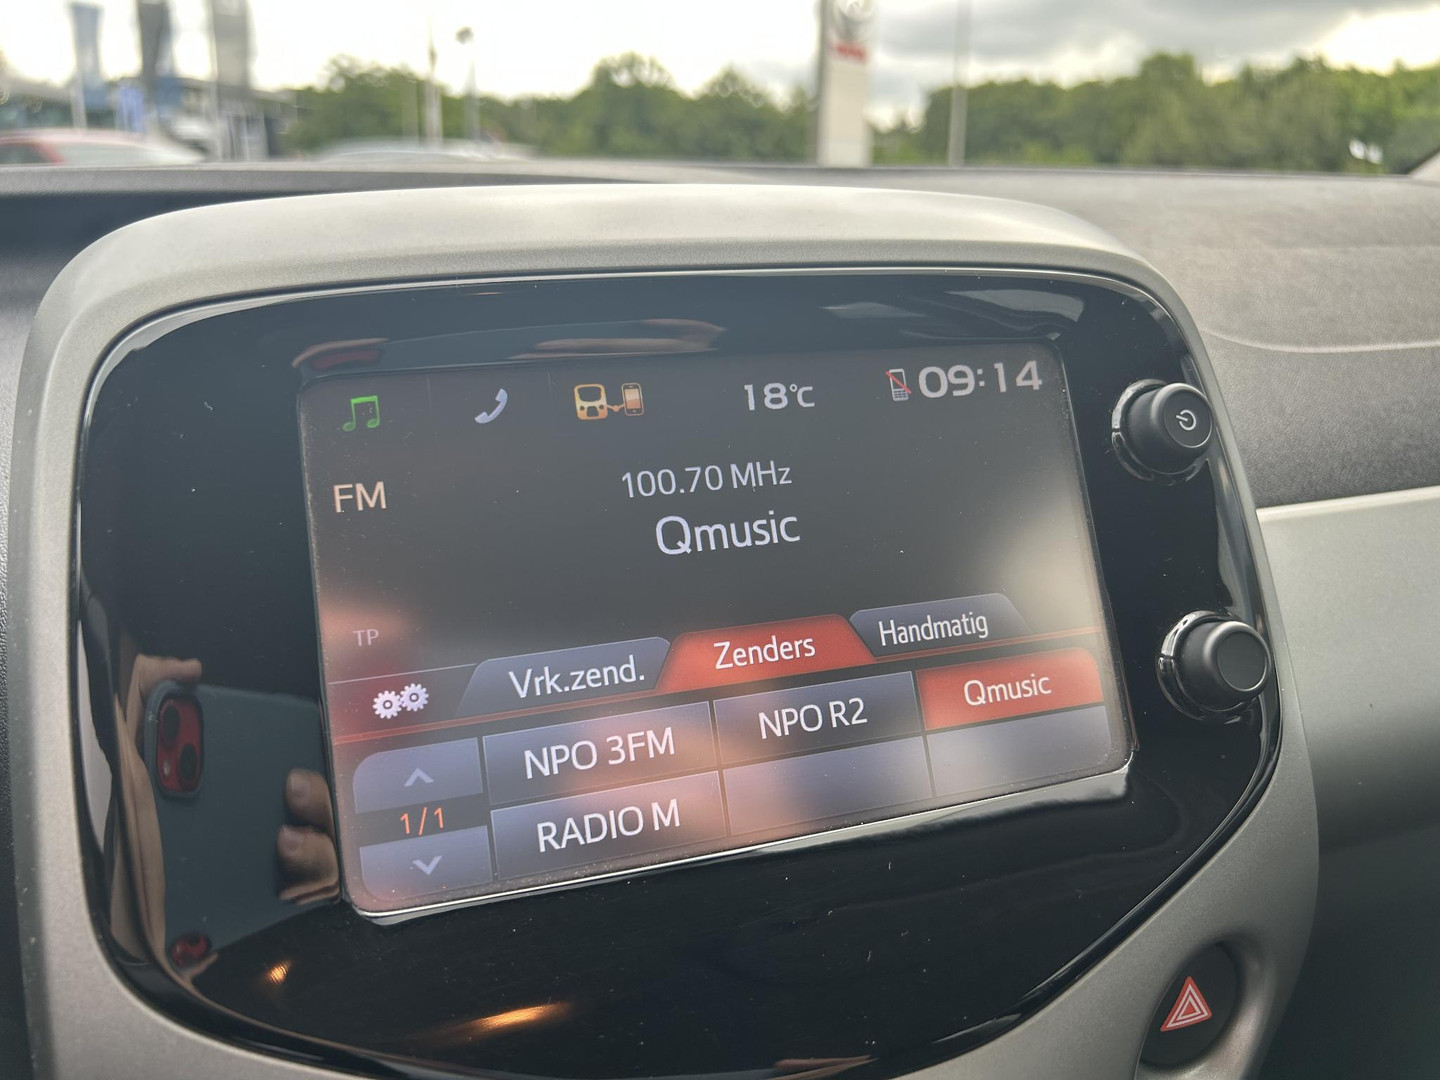 18°C
09:14
FM
100.70 MHz
Qmusic
TP
Vrk.zend.
Zenders
Handmatig
NPO 3FM
NPO R2
Qmusic
1/1
RADIO M